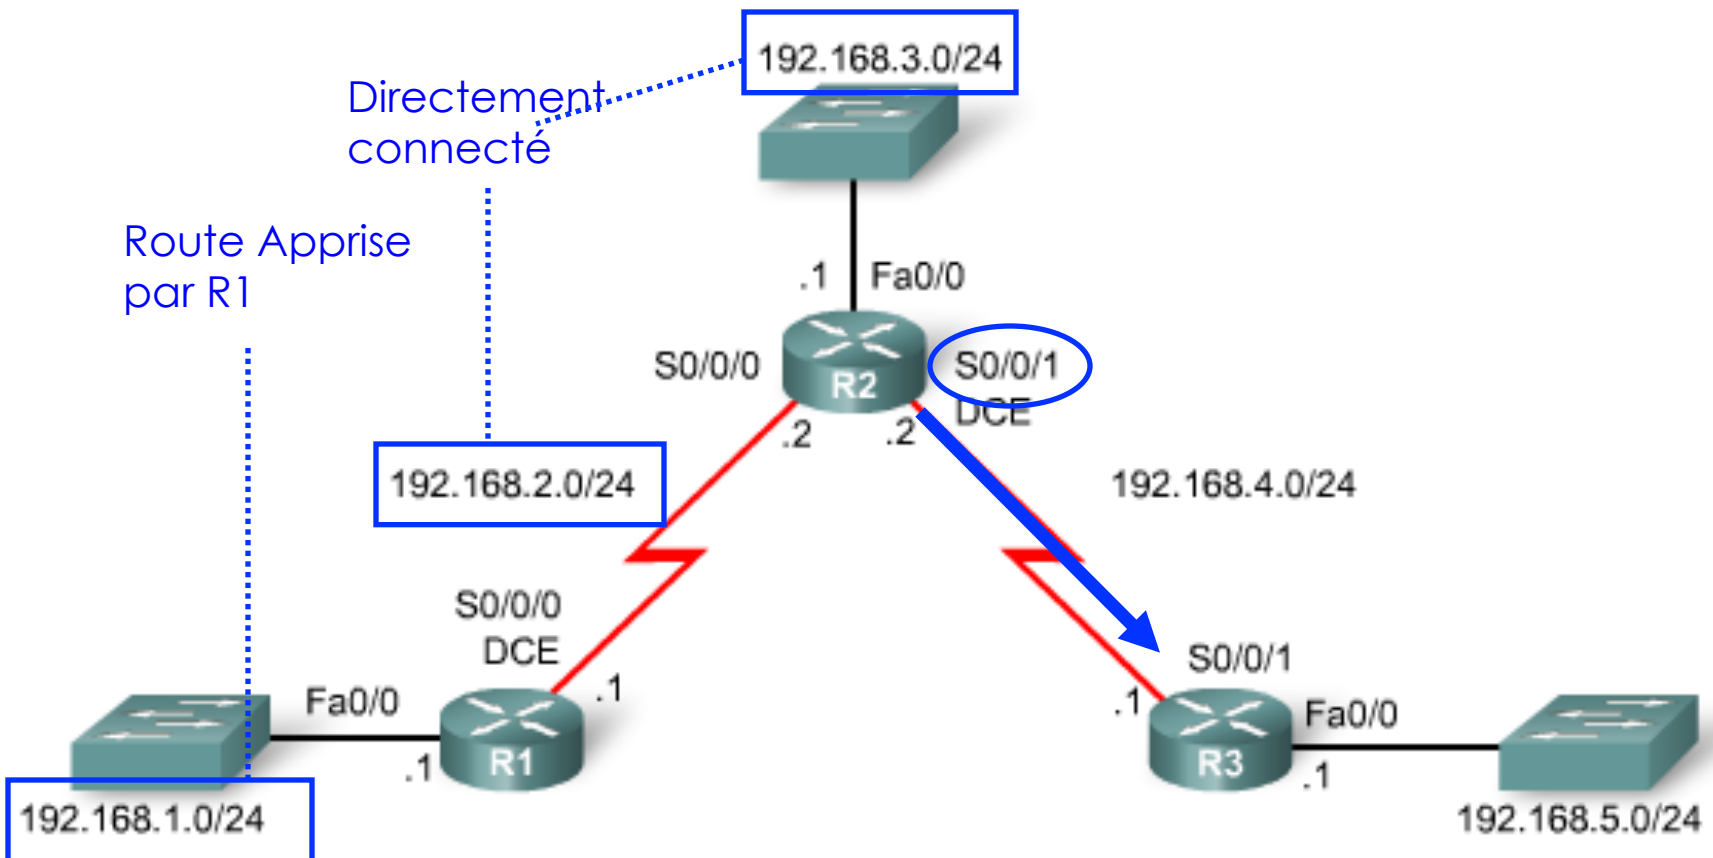 192.168.3.0/24
Directement
connecté
Route Apprise
par R1
.1 Fa0/0
S0/0/0
R2
S0/0/1
DCE
.2
.2
192.168.2.0/24
192.168.4.0/24
S0/0/0
DCE
S0/0/1
.1
.1
Fa0/0
Fa0/0
R1
R3
.1
.1
192.168.1.0/24
192.168.5.0/24